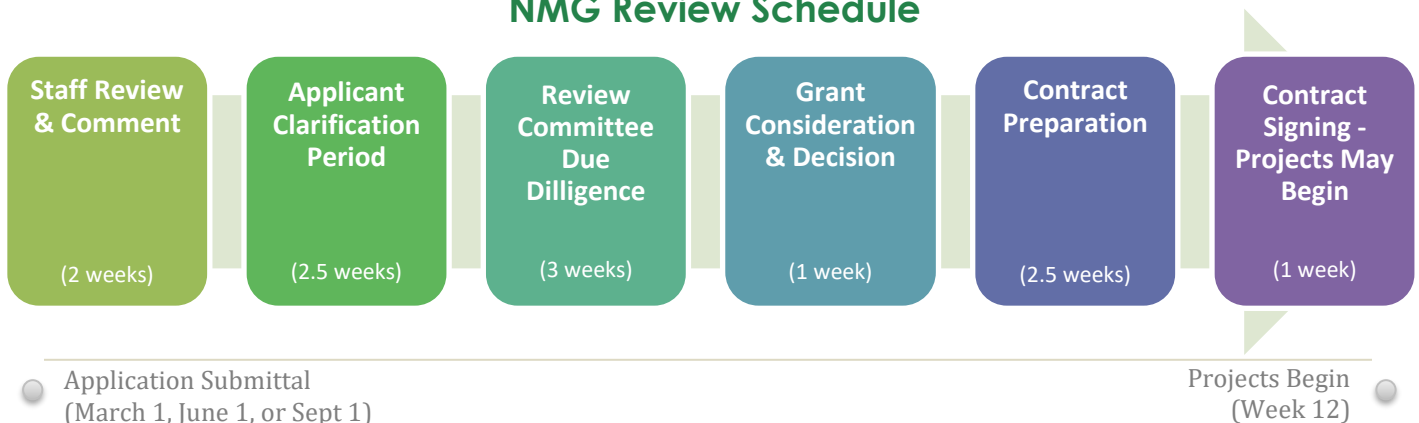 NMG Review Schedule
Staff Review
& Comment
(2 weeks)
Applicant
Clarification
Period
(2.5 weeks)
Review
Committee
Due
Dilligence
(3 weeks)
Grant
Consideration
& Decision
(1 week)
Contract
Preparation
(2.5 weeks)
Contract
Signing -
Projects May
Begin
(1 week)
Application Submittal
(March 1, June 1, or Sept 1)
Projects Begin
(Week 12)